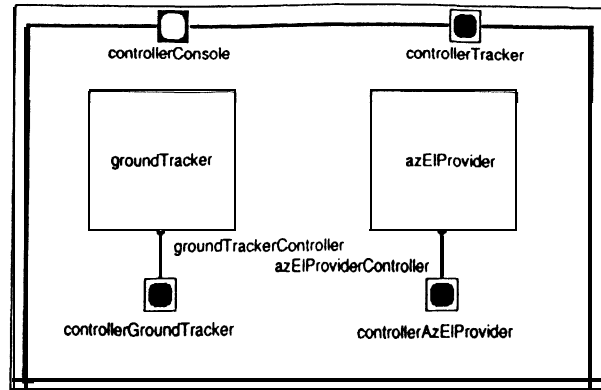 controllerConsole
controllerTracker
groundTracker
azElProvider
groundTrackerController
azElProviderController
controllerGroundTracker
controllerAzElProvider